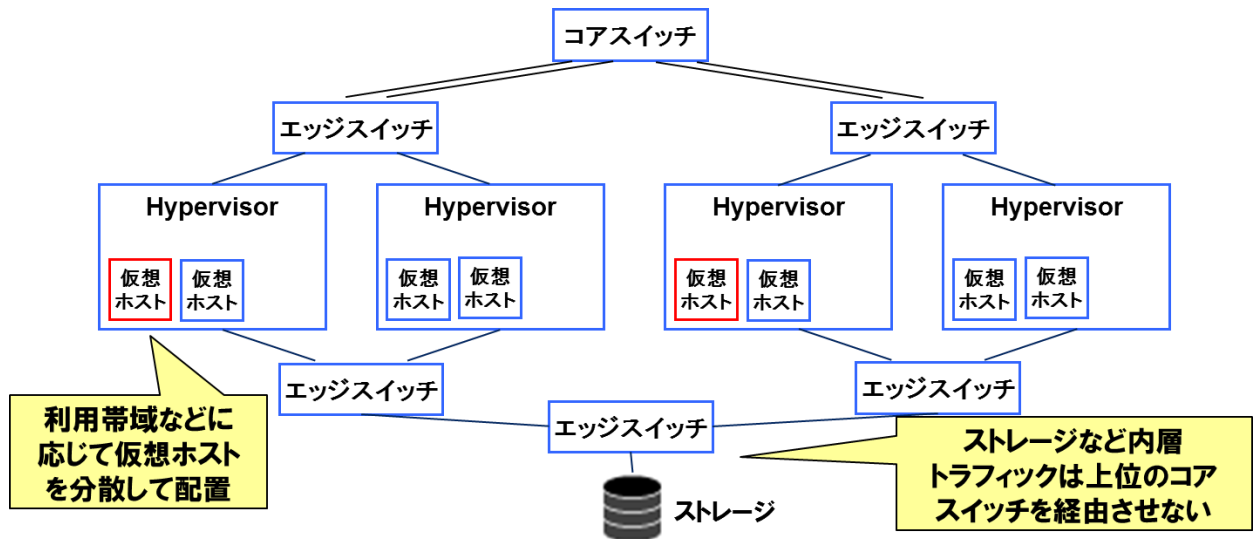 コアスイッチ
エッジスイッチ
エッジスイッチ
Hypervisor
Hypervisor
Hypervisor
Hypervisor
仮想
ホスト
仮想
ホスト
仮想
ホスト
仮想
ホスト
仮想
ホスト
仮想
ホスト
仮想
ホスト
仮想
ホスト
エッジスイッチ
エッジスイッチ
エッジスイッチ
利用帯域などに
応じて仮想ホスト
を分散して配置
ストレージなど内層
トラフィックは上位のコア
スイッチを経由させない
ストレージ